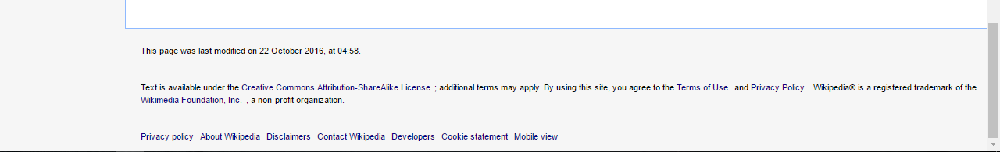 This page was last modified on 22 October 2016, at 04:58.
Text is available under the Creative Commons Attribution-ShareAlike License ; additional terms may apply. By using this site, you agree to the Terms of Use and Privacy Policy . Wikipedia® is a registered trademark of the
Wikimedia Foundation, Inc. , a non-profit organization.
Privacy policy About Wikipedia Disclaimers Contact Wikipedia Developers Cookie statement Mobile view